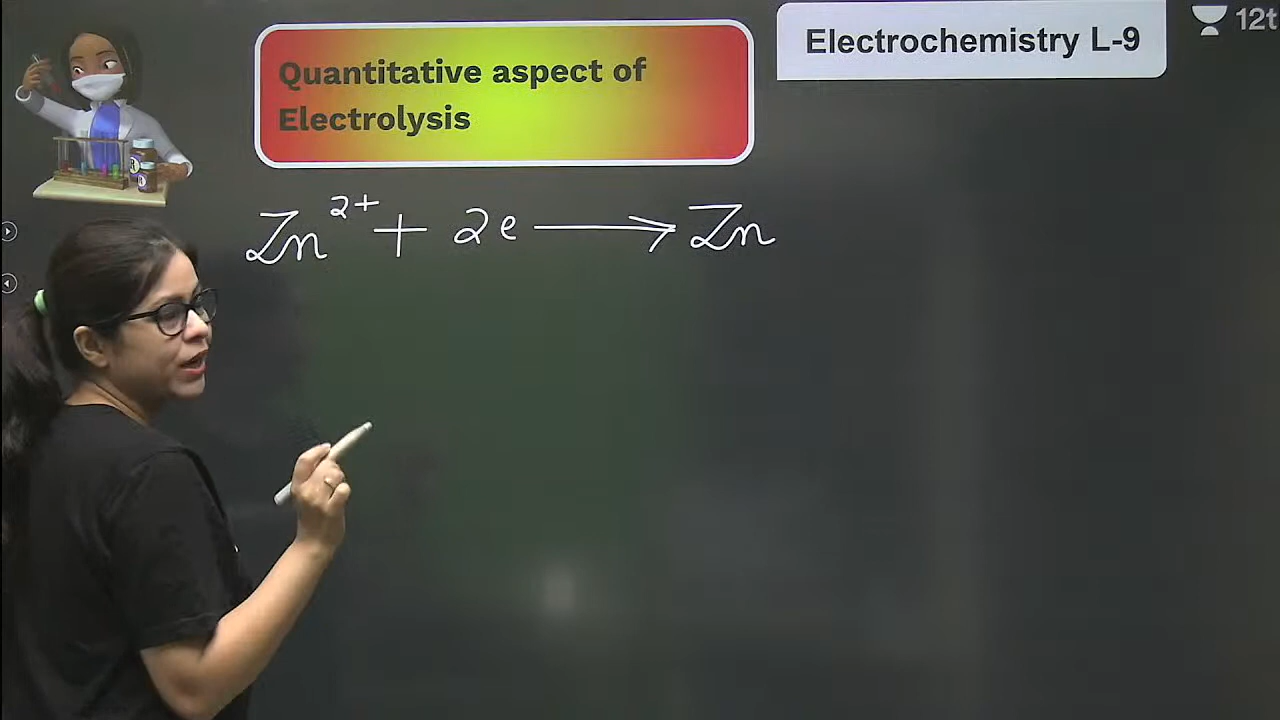 Electrochemistry L-9
12t
Quantitative aspect of
Electrolysis
Zn²⁺ + 2e ⟶ Zn